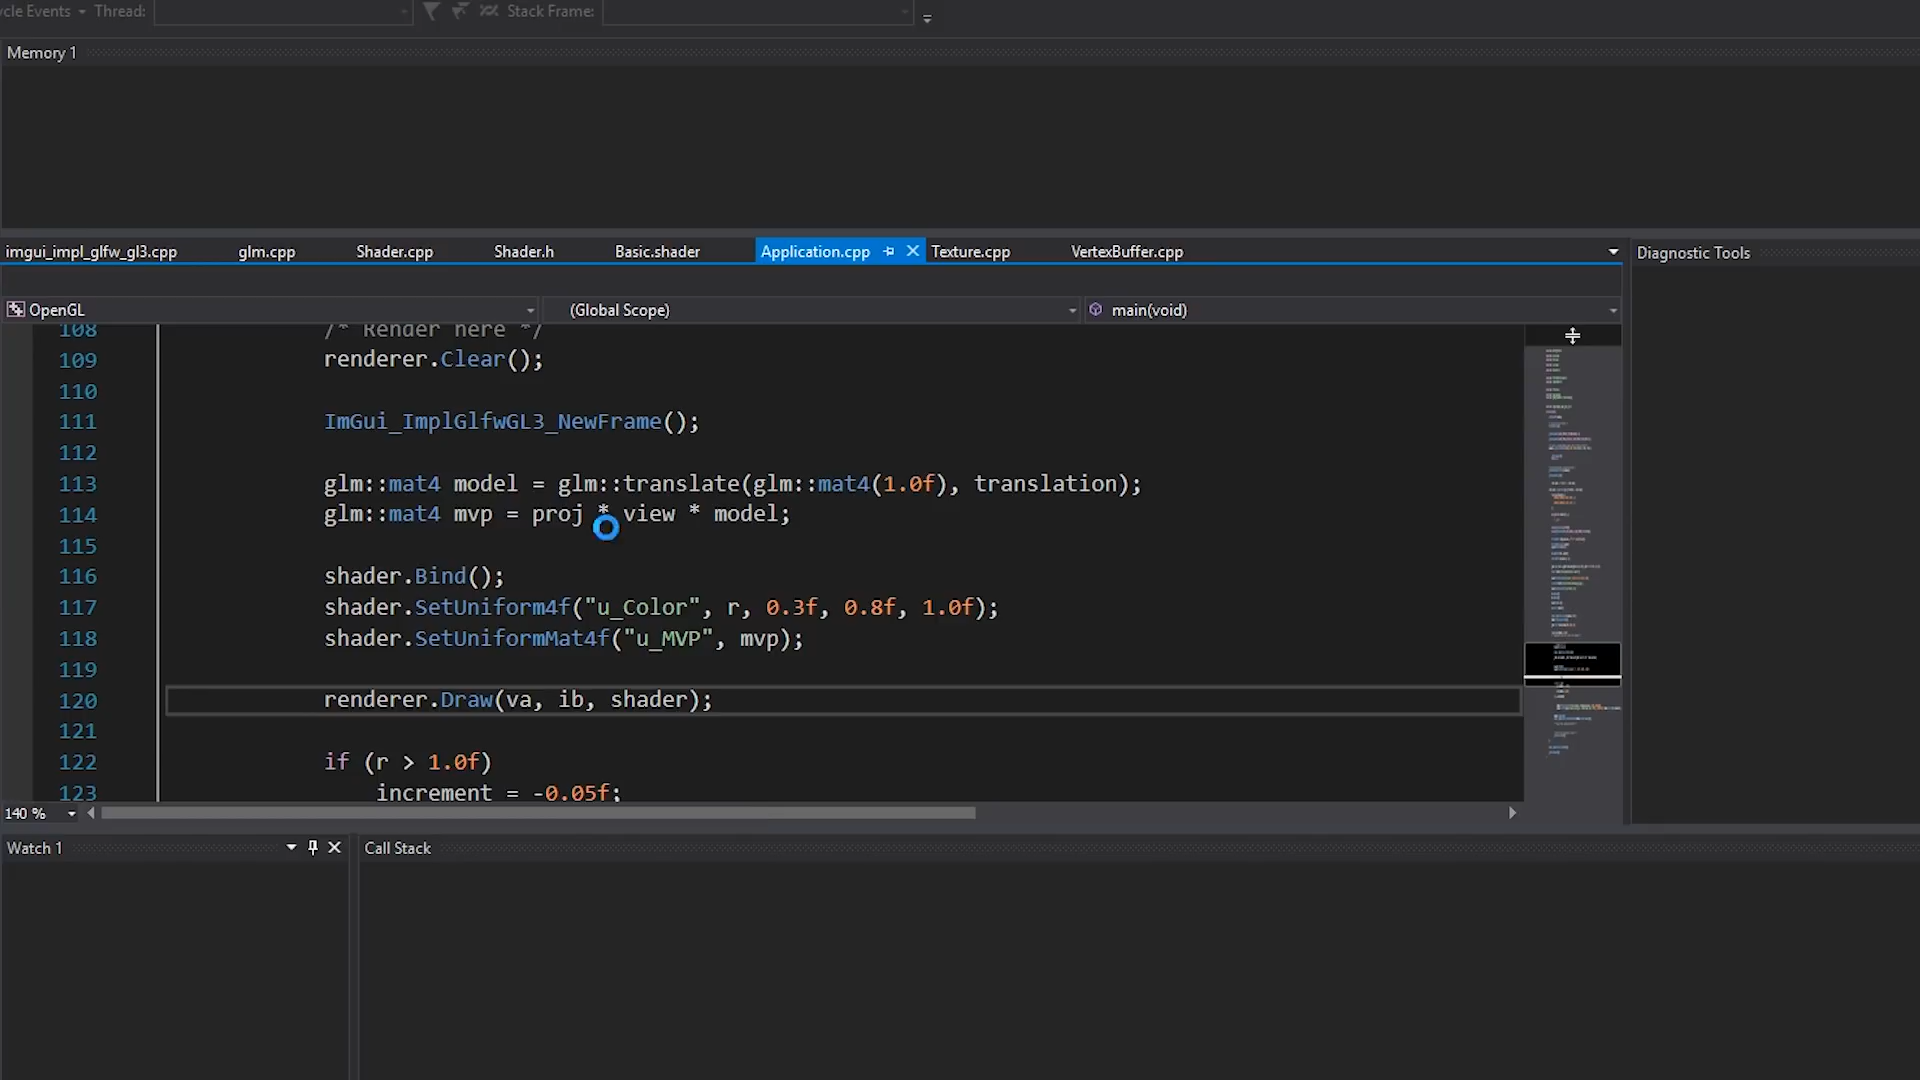 cle Events Thread: Stack Frame:
Memory 1
imgui_impl_glfw_gl3.cpp glm.cpp Shader.cpp Shader.h Basic.shader Application.cpp Texture.cpp VertexBuffer.cpp
Diagnostic Tools
OpenGL (Global Scope) main(void)
108 /* Render here */
109 renderer.Clear();
110
111 ImGui_ImplGlfwGL3_NewFrame();
112
113 glm::mat4 model = glm::translate(glm::mat4(1.0f), translation);
114 glm::mat4 mvp = proj * view * model;
115
116 shader.Bind();
117 shader.SetUniform4f("u_Color", r, 0.3f, 0.8f, 1.0f);
118 shader.SetUniformMat4f("u_MVP", mvp);
119
120 renderer.Draw(va, ib, shader);
121
122 if (r > 1.0f)
123 increment = -0.05f;
140 %
Watch 1
Call Stack